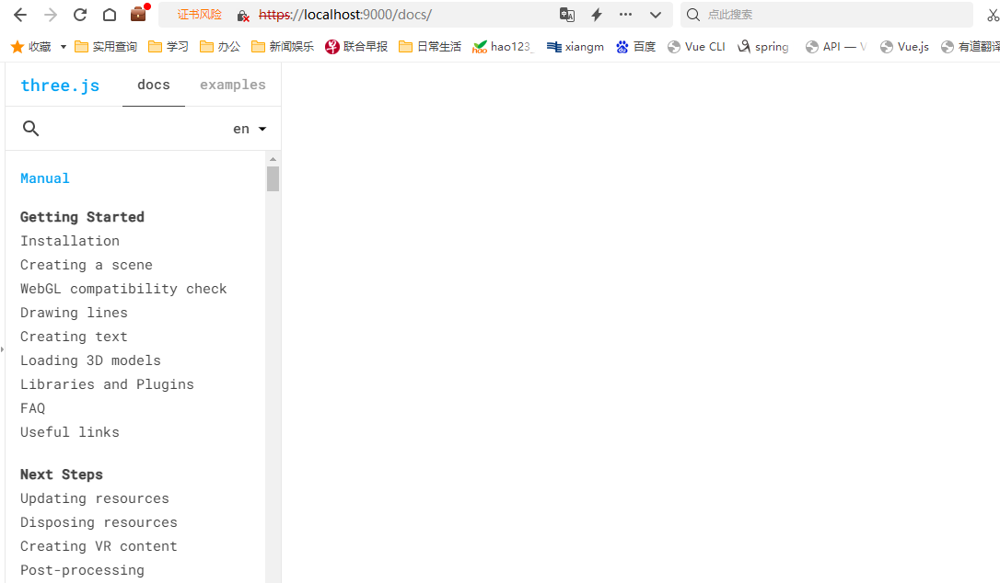 证书风险 https://localhost:9000/docs/ 点此搜索
收藏 实用查询 学习 办公 新闻娱乐 联合早报 日常生活 hao123_ xiangm 百度 Vue CLI spring API — V Vue.js 有道翻译
three.js docs examples
en
Manual
Getting Started
Installation
Creating a scene
WebGL compatibility check
Drawing lines
Creating text
Loading 3D models
Libraries and Plugins
FAQ
Useful links
Next Steps
Updating resources
Disposing resources
Creating VR content
Post-processing